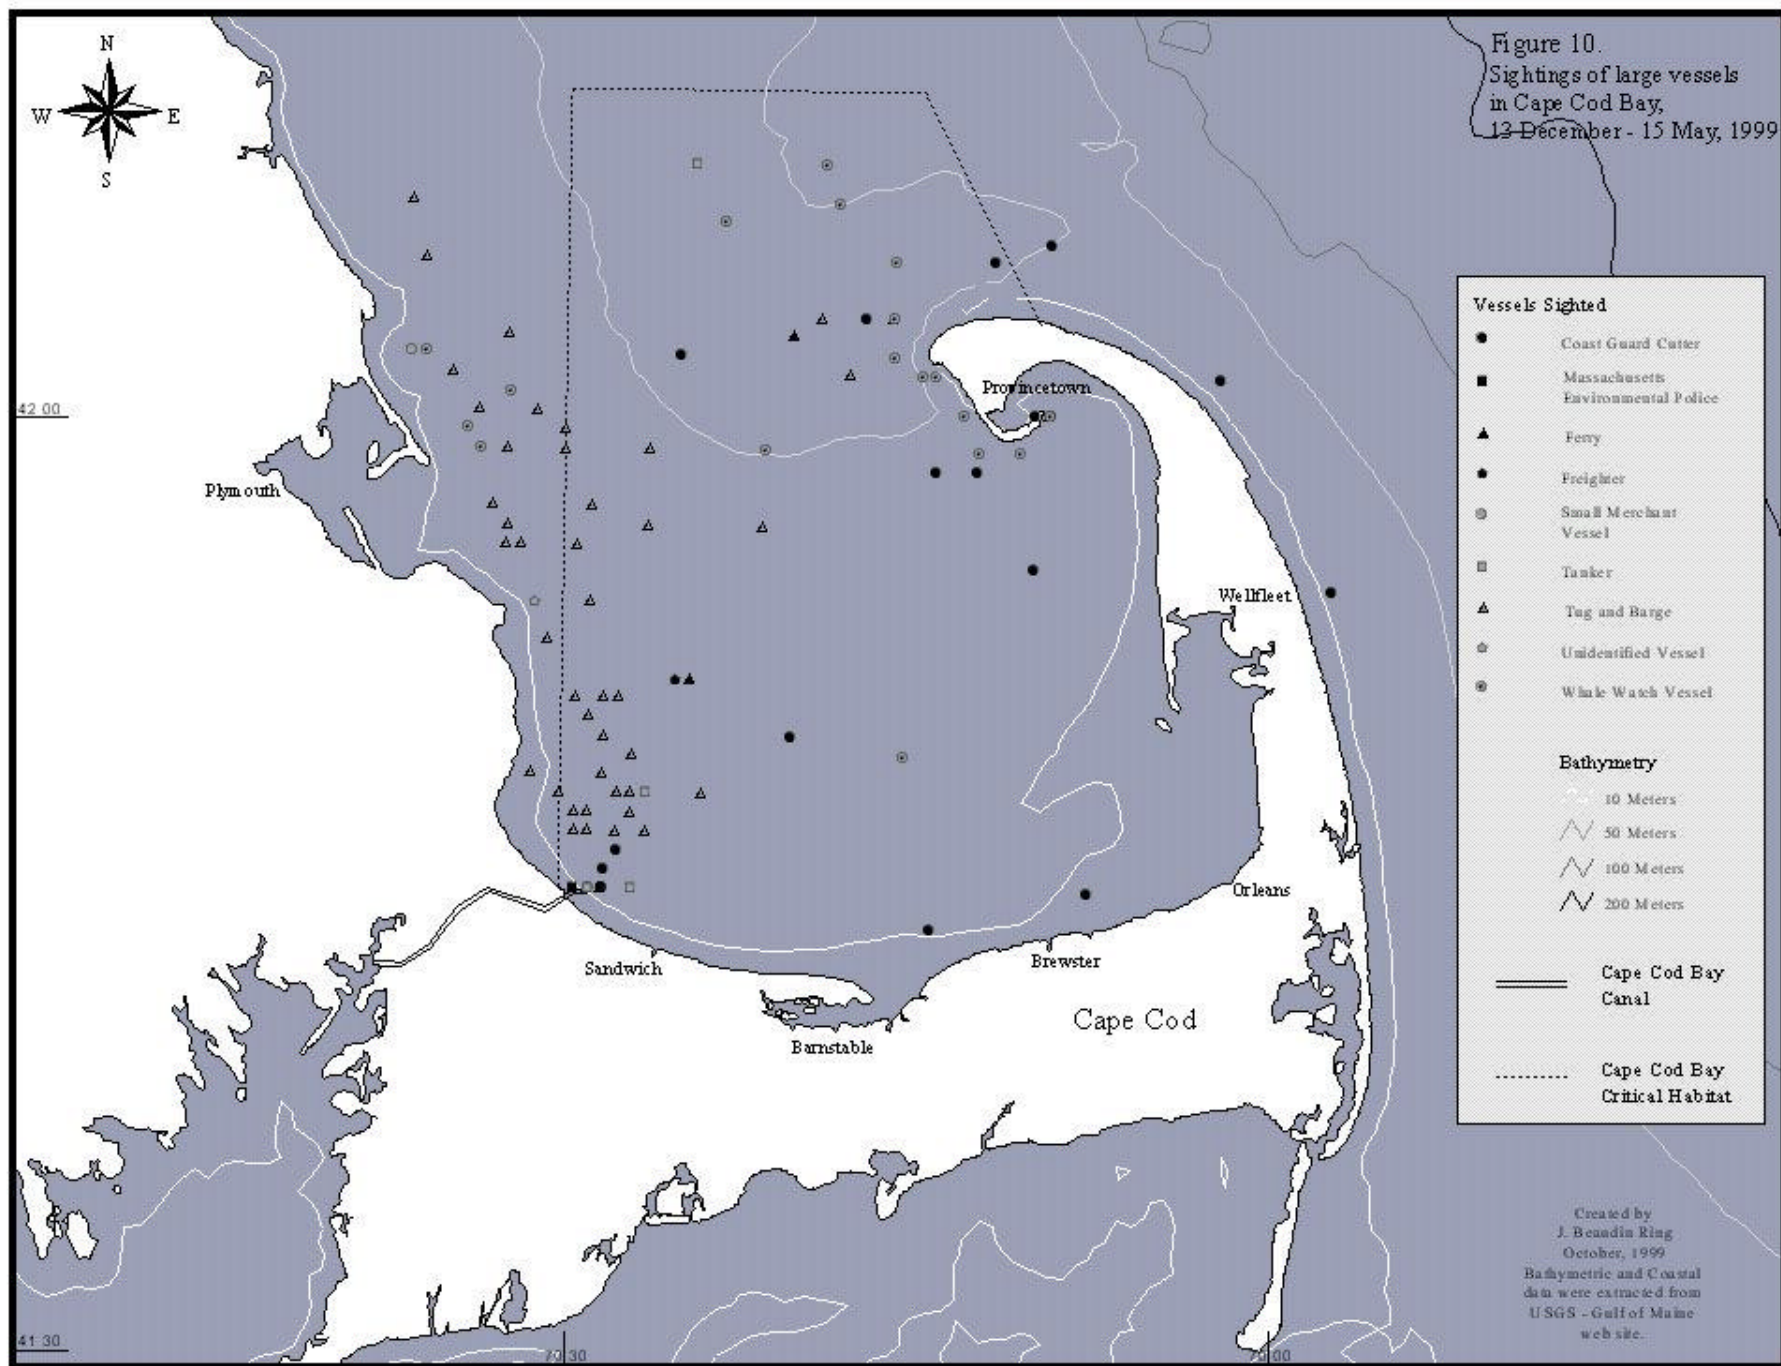 N
W E
S
Figure 10.
Sightings of large vessels
in Cape Cod Bay,
13 December - 15 May, 1999
42 00
Plymouth
Provincetown
Wellfleet
Orleans
Sandwich
Brewster
Barnstable
Cape Cod
41 30
70 30
70 00
Vessels Sighted
Coast Guard Cutter
Massachusetts
Environmental Police
Ferry
Freighter
Small Merchant
Vessel
Tanker
Tug and Barge
Unidentified Vessel
Whale Watch Vessel
Bathymetry
10 Meters
50 Meters
100 Meters
200 Meters
Cape Cod Bay
Canal
Cape Cod Bay
Critical Habitat
Created by
J. Beaudin Ring
October, 1999
Bathymetric and Coastal
data were extracted from
USGS - Gulf of Maine
web site.